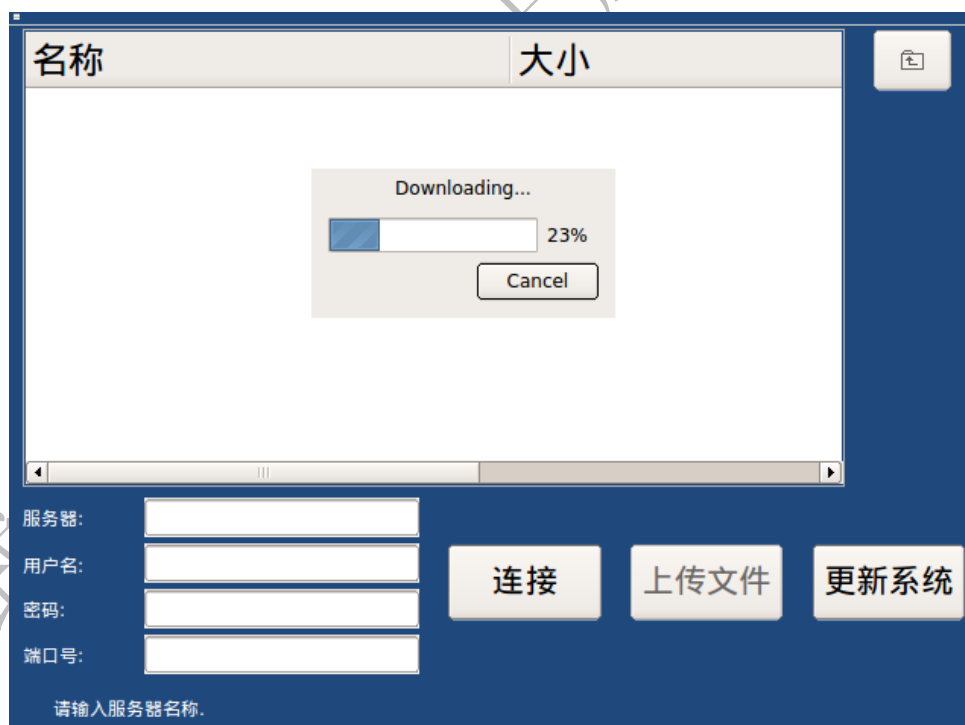 名称 大小
Downloading...
23%
Cancel
服务器:
用户名:
密码:
端口号:
连接 上传文件 更新系统
请输入服务器名称.